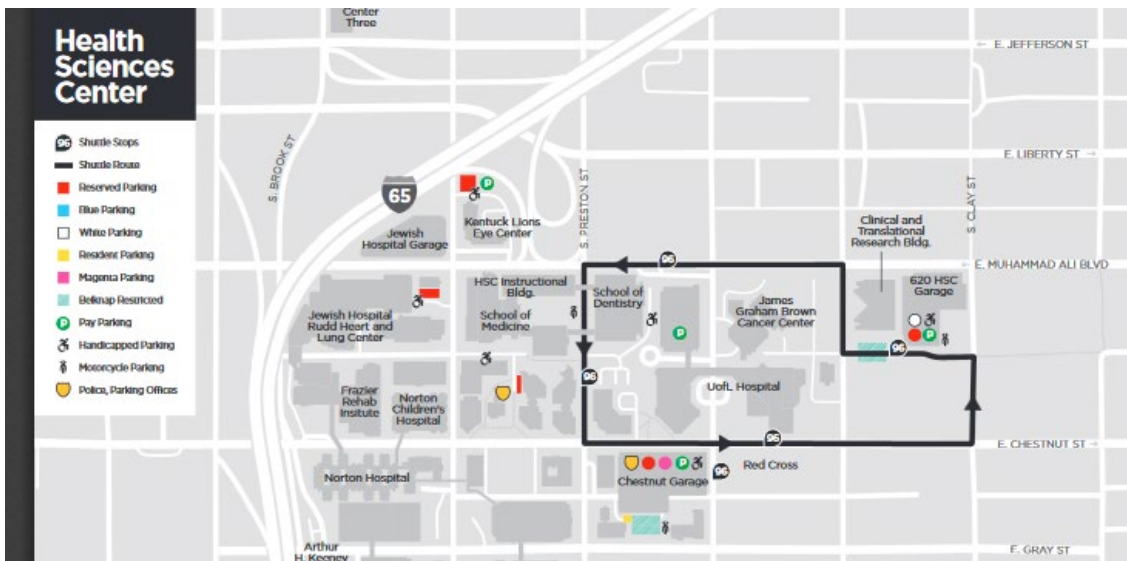 Health
Sciences
Center
96 Shuttle Stops
Shuttle Route
Reserved Parking
Blue Parking
White Parking
Resident Parking
Magenta Parking
Belknap Restricted
P Pay Parking
Handicapped Parking
Motorcycle Parking
Police, Parking Offices
Center
Three
← E. JEFFERSON ST
E. LIBERTY ST →
S. BROOK ST
S. PRESTON ST.
S. CLAY ST
65
P
Kentuck Lions
Eye Center
Jewish
Hospital Garage
Clinical and
Translational
Research Bldg.
← E. MUHAMMAD ALI BLVD
96
620 HSC
Garage
P
96
HSC Instructional
Bldg.
School of
Medicine
School of
Dentistry
P
James
Graham Brown
Cancer Center
Jewish Hospital
Rudd Heart and
Lung Center
96
UofL Hospital
Frazier
Rehab
Insitute
Norton
Children's
Hospital
E. CHESTNUT ST →
96
Norton Hospital
P
Chestnut Garage
96
Red Cross
Arthur
H. Keeney
E. GRAY ST